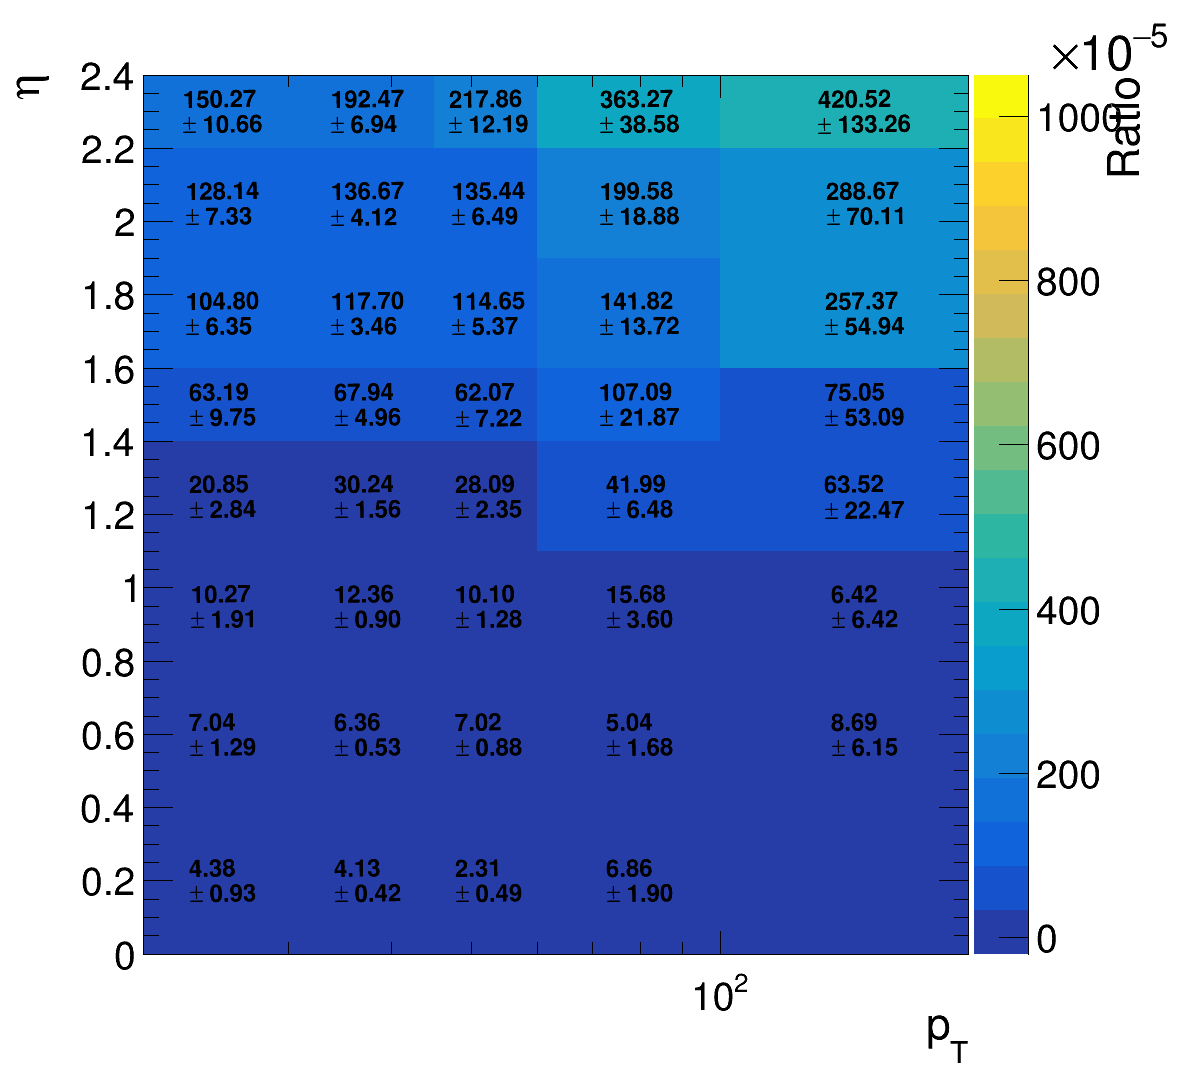 ×10⁻⁵
η
Ratio
2.4
2.2
2
1.8
1.6
1.4
1.2
1
0.8
0.6
0.4
0.2
0
150.27 192.47 217.86 363.27 420.52
± 10.66 ± 6.94 ± 12.19 ± 38.58 ± 133.26
128.14 136.67 135.44 199.58 288.67
± 7.33 ± 4.12 ± 6.49 ± 18.88 ± 70.11
104.80 117.70 114.65 141.82 257.37
± 6.35 ± 3.46 ± 5.37 ± 13.72 ± 54.94
63.19 67.94 62.07 107.09 75.05
± 9.75 ± 4.96 ± 7.22 ± 21.87 ± 53.09
20.85 30.24 28.09 41.99 63.52
± 2.84 ± 1.56 ± 2.35 ± 6.48 ± 22.47
10.27 12.36 10.10 15.68 6.42
± 1.91 ± 0.90 ± 1.28 ± 3.60 ± 6.42
7.04 6.36 7.02 5.04 8.69
± 1.29 ± 0.53 ± 0.88 ± 1.68 ± 6.15
4.38 4.13 2.31 6.86
± 0.93 ± 0.42 ± 0.49 ± 1.90
1000
800
600
400
200
0
10²
p_T